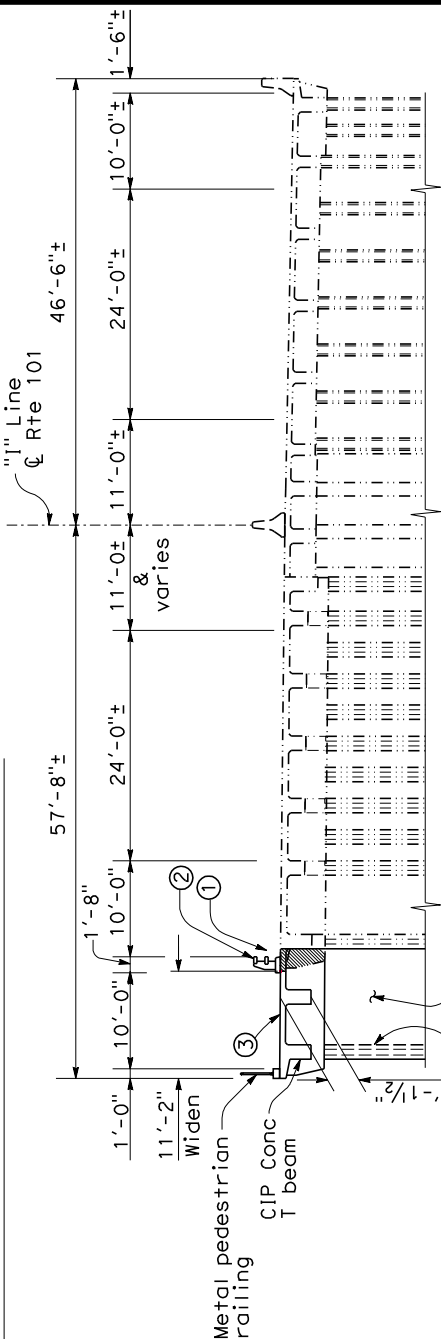 "I" Line
℄ Rte 101
57'-8"±
46'-6"±
1'-0"
10'-0"
1'-8"
10'-0"
24'-0"±
11'-0±
&
varies
11'-0"±
24'-0"±
10'-0"±
1'-6"±
11'-2"
Widen
Metal pedestrian
railing
CIP Conc
T beam
3
2
1
'-1½"